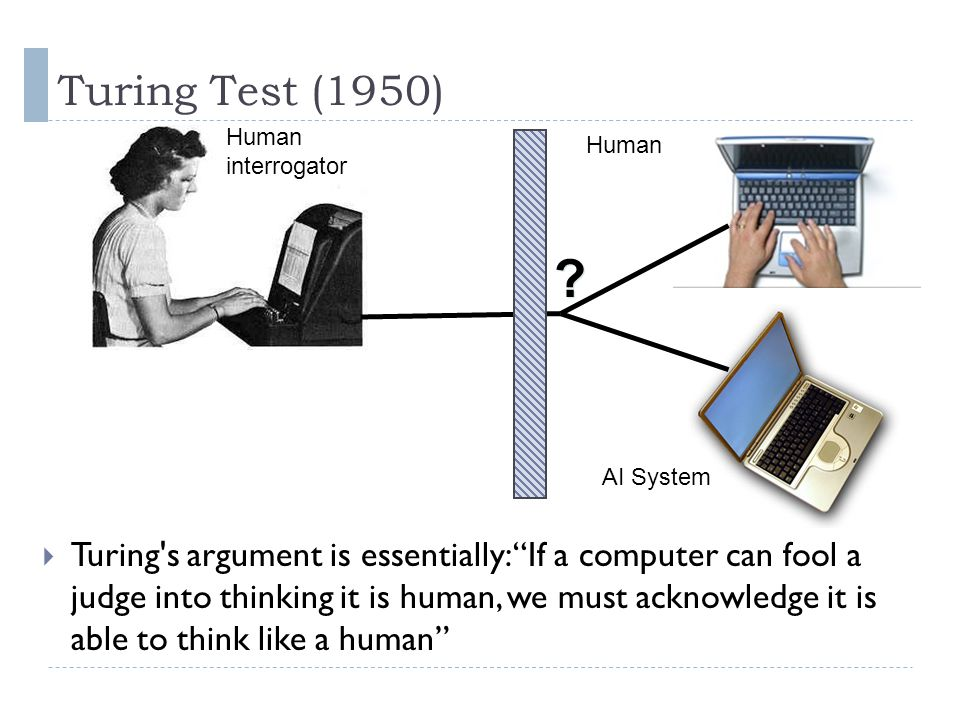 Turing Test (1950)
Human
interrogator
Human
?
AI System
Turing's argument is essentially: “If a computer can fool a
judge into thinking it is human, we must acknowledge it is
able to think like a human”